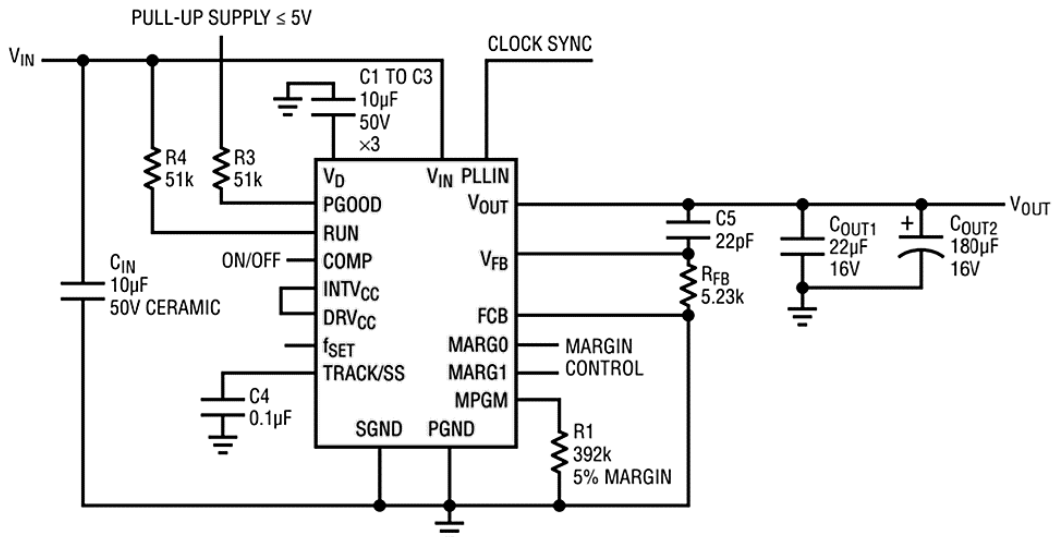 PULL-UP SUPPLY ≤ 5V
VIN
CLOCK SYNC
C1 TO C3
10µF
50V
×3
R4
51k
R3
51k
VD
VIN
PLLIN
PGOOD
VOUT
RUN
ON/OFF
COMP
VFB
INTVCC
DRVCC
FCB
fSET
MARG0
TRACK/SS
MARG1
MPGM
SGND
PGND
CIN
10µF
50V CERAMIC
C4
0.1µF
C5
22pF
RFB
5.23k
MARGIN
CONTROL
R1
392k
5% MARGIN
COUT1
22µF
16V
+
COUT2
180µF
16V
VOUT